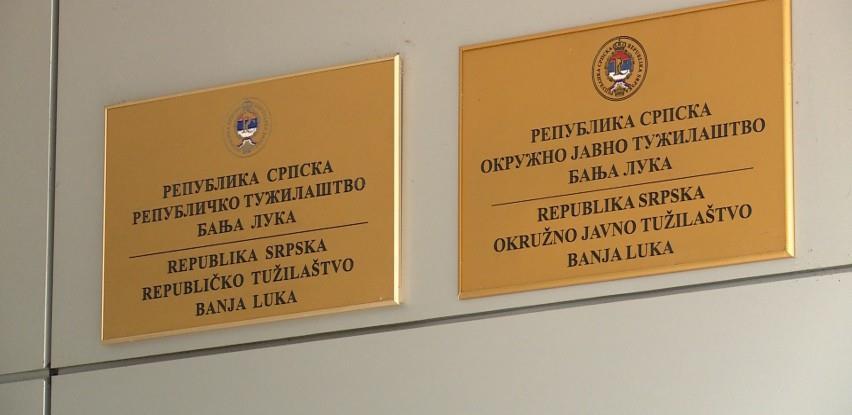 РЕПУБЛИКА СРПСКА
РЕПУБЛИЧКО ТУЖИЛАШТВО
БАЊА ЛУКА
REPUBLIKA SRPSKA
REPUBLIČKO TUŽILAŠTVO
BANJA LUKA
РЕПУБЛИКА СРПСКА
ОКРУЖНО ЈАВНО ТУЖИЛАШТВО
БАЊА ЛУКА
REPUBLIKA SRPSKA
OKRUŽNO JAVNO TUŽILAŠTVO
BANJA LUKA